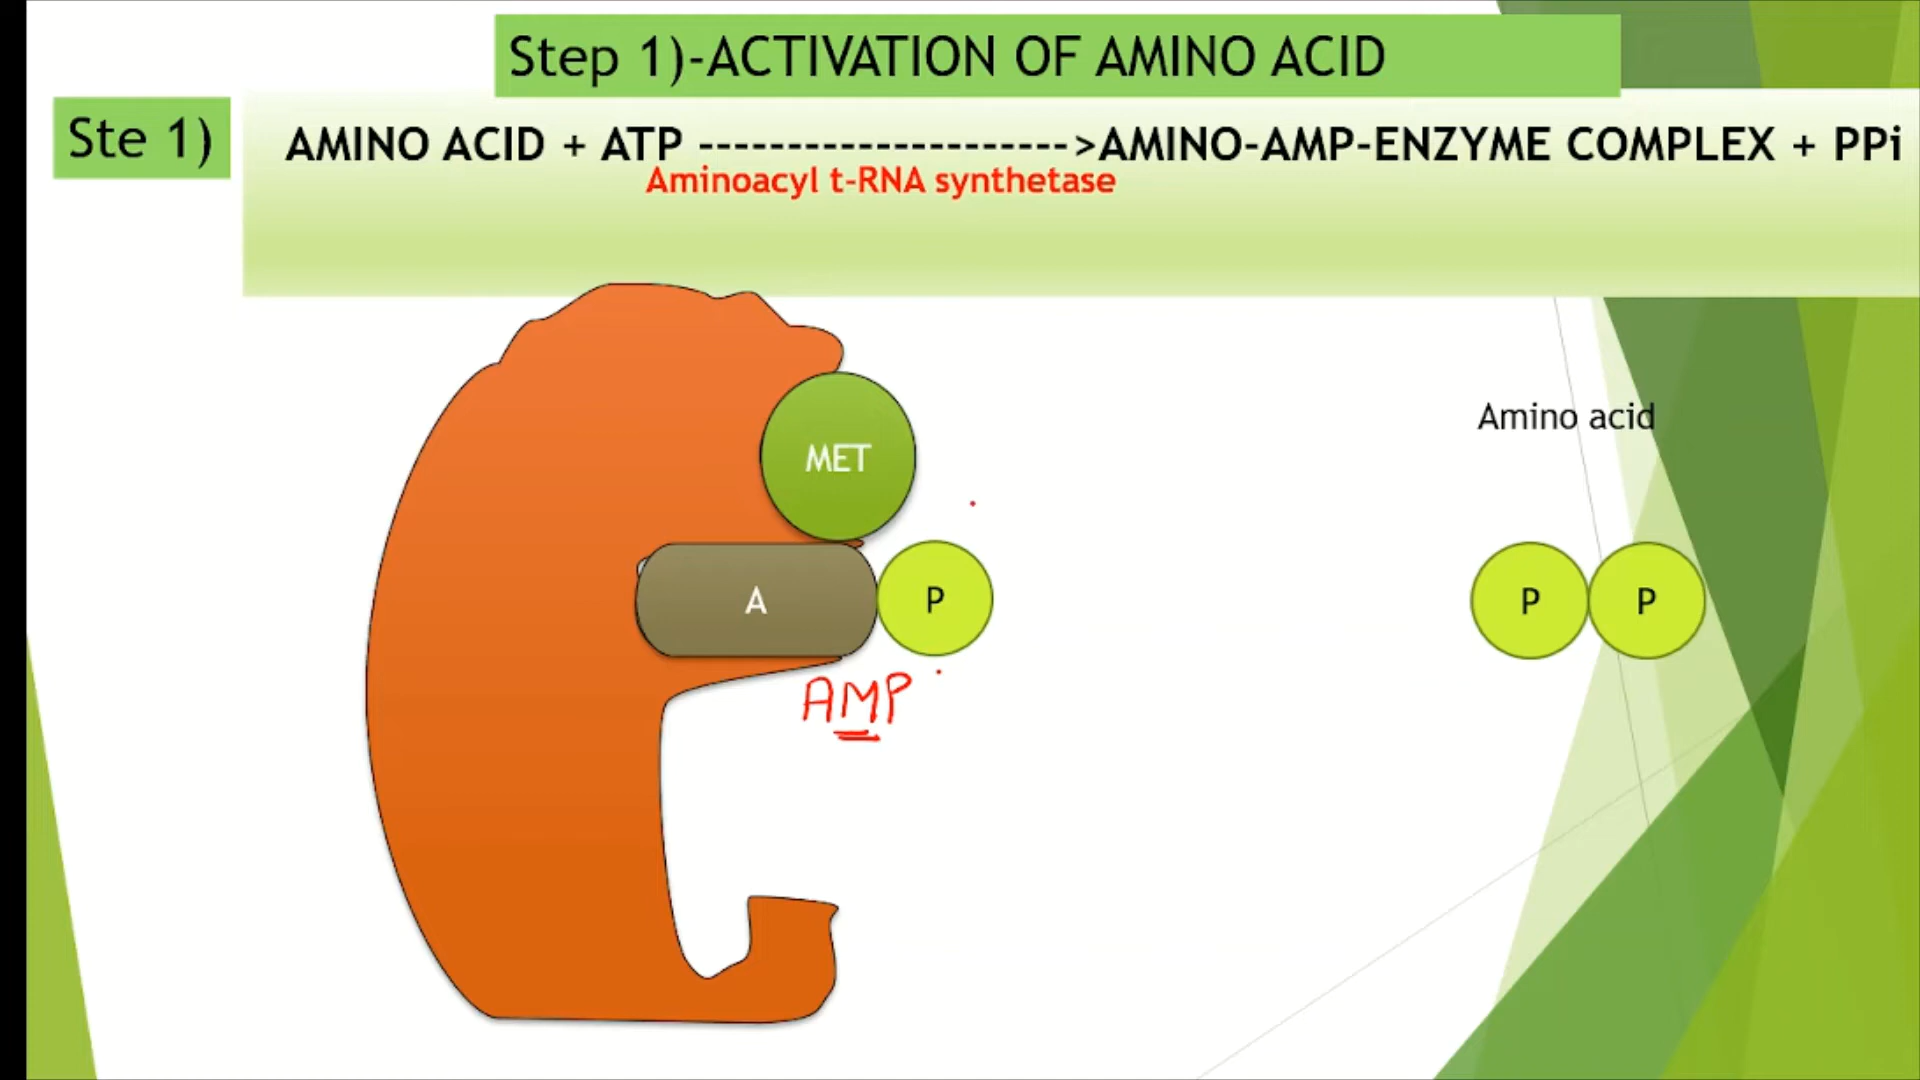 Step 1)-ACTIVATION OF AMINO ACID
Ste 1)
AMINO ACID + ATP --------------------->AMINO-AMP-ENZYME COMPLEX + PPi
Aminoacyl t-RNA synthetase
Amino acid
MET
A
P
P
P
AMP